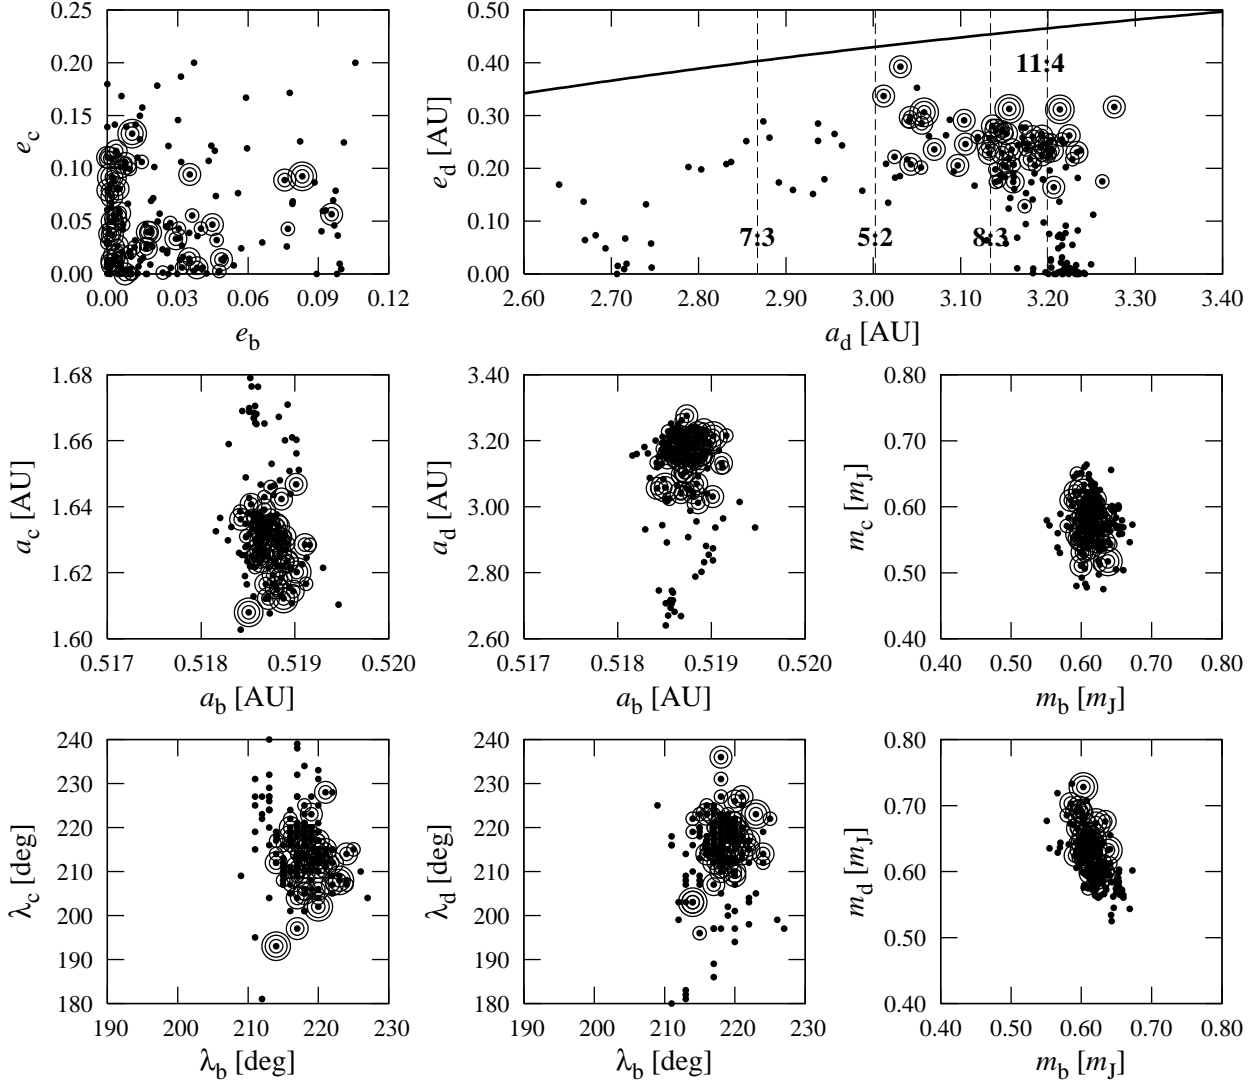 0.25
0.20
0.15
0.10
0.05
0.00
e_c
0.00 0.03 0.06 0.09 0.12
e_b
0.50
0.40
0.30
0.20
0.10
0.00
e_d [AU]
11:4
7:3 5:2 8:3
2.60 2.70 2.80 2.90 3.00 3.10 3.20 3.30 3.40
a_d [AU]
1.68
1.66
1.64
1.62
1.60
a_c [AU]
0.517 0.518 0.519 0.520
a_b [AU]
3.40
3.20
3.00
2.80
2.60
a_d [AU]
0.517 0.518 0.519 0.520
a_b [AU]
0.80
0.70
0.60
0.50
0.40
m_c [m_J]
0.40 0.50 0.60 0.70 0.80
m_b [m_J]
240
230
220
210
200
190
180
λ_c [deg]
190 200 210 220 230
λ_b [deg]
240
230
220
210
200
190
180
λ_d [deg]
190 200 210 220 230
λ_b [deg]
0.80
0.70
0.60
0.50
0.40
m_d [m_J]
0.40 0.50 0.60 0.70 0.80
m_b [m_J]